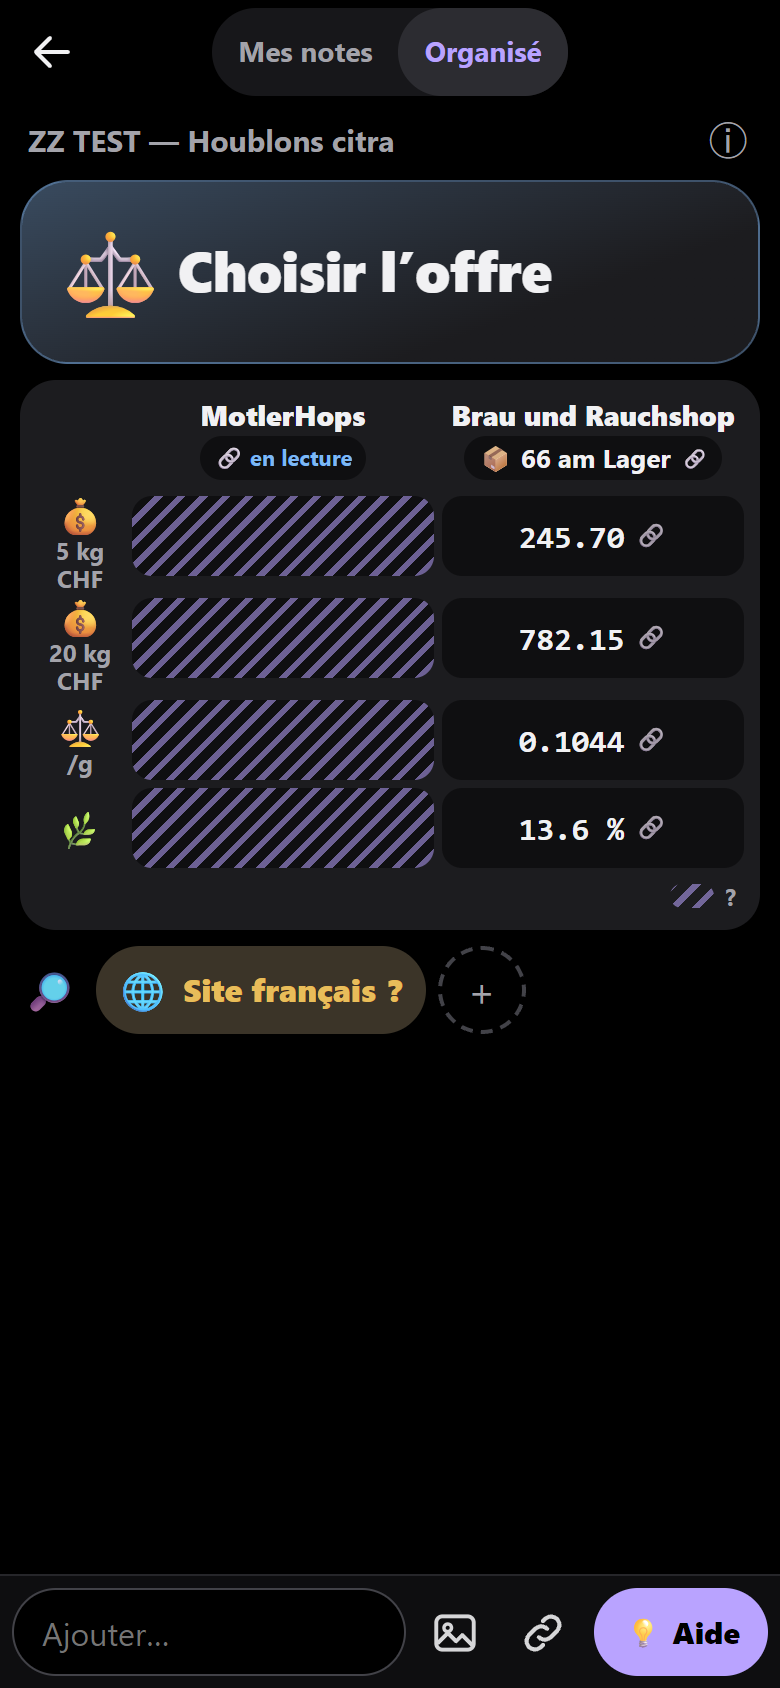 Mes notes
Organisé
ZZ TEST — Houblons citra
Choisir l’offre
MotlerHops
Brau und Rauchshop
en lecture
66 am Lager
5 kg
CHF
245.70
20 kg
CHF
782.15
/g
0.1044
13.6 %
?
Site français ?
+
Ajouter...
Aide